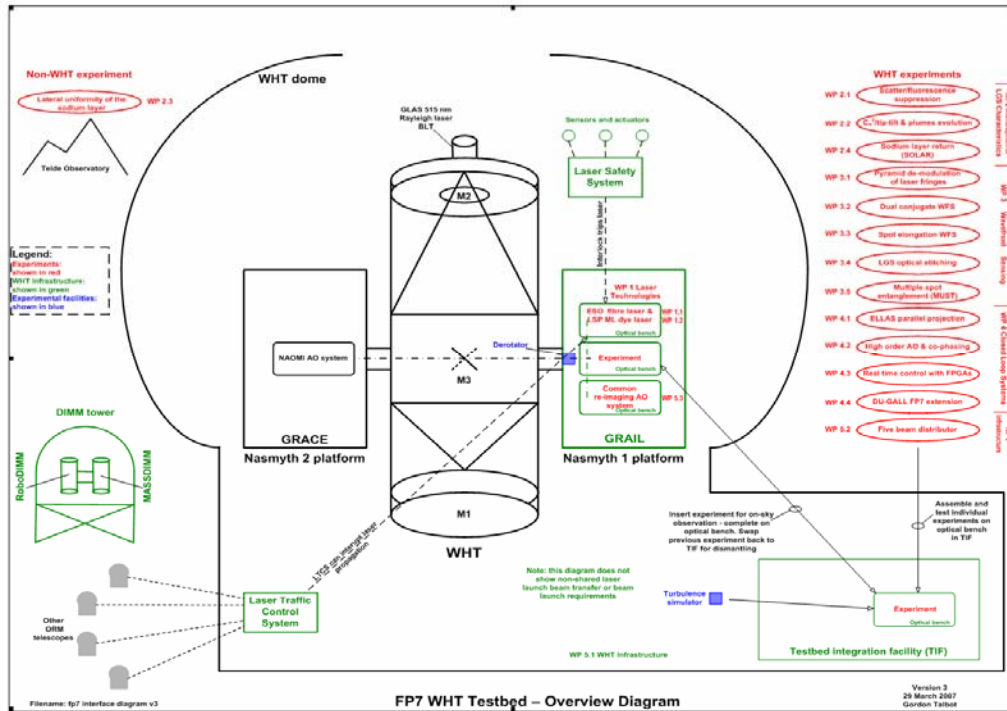 Non-WHT experiment
Lateral uniformity of the
sodium layer
WP 2.3
Teide Observatory
Legend:
Experiments:
shown in red
WHT Infrastructure:
shown in green
Experimental facilities:
shown in blue
DIMM tower
RoboDIMM
MASSDIMM
Other
ORM
telescopes
Laser Traffic
Control
System
LTCS can interrupt laser
propagation
WHT dome
GLAS 515 nm
Rayleigh laser
BLT
M2
M3
M1
WHT
NAOMI AO system
GRACE
Nasmyth 2 platform
Sensors and actuators
Laser Safety
System
Interlock trips laser
WP 1 Laser
Technologies
ESO fibre laser &
LSP ML dye laser
Optical bench
WP 1.1
WP 1.2
Derotator
Experiment
Optical bench
Common
re-imaging AO
system
Optical bench
WP 5.3
GRAIL
Nasmyth 1 platform
WHT experiments
WP 2.1
Scatter/fluorescence
suppression
WP 2.2
/tip-tilt & plumes evolution
WP 2.4
Sodium layer return
(SOLAR)
WP 3.1
Pyramid de-modulation
of laser fringes
WP 3.2
Dual conjugate WFS
WP 3.3
Spot elongation WFS
WP 3.4
LGS optical stitching
WP 3.5
Multiple spot
entanglement (MUST)
WP 4.1
ELLAS parallel projection
WP 4.2
High order AO & co-phasing
WP 4.3
Real time control with FPGAs
WP 4.4
DU-GALL FP7 extension
WP 5.2
Five beam distributor
LGS Characteristics
WP 3 Wavefront Sensing
WP 4 Closed Loop Systems
Insert experiment for on-sky
observation - complete on
optical bench. Swap
previous experiment back to
TIF for dismantling
Assemble and
test individual
experiments on
optical bench
in TIF
Note: this diagram does not
show non-shared laser
launch beam transfer or beam
launch requirements
Turbulence
simulator
Experiment
Optical bench
Testbed integration facility (TIF)
WP 5.1 WHT Infrastructure
Filename: fp7 interface diagram v3
FP7 WHT Testbed – Overview Diagram
Version 3
29 March 2007
Gordon Talbot